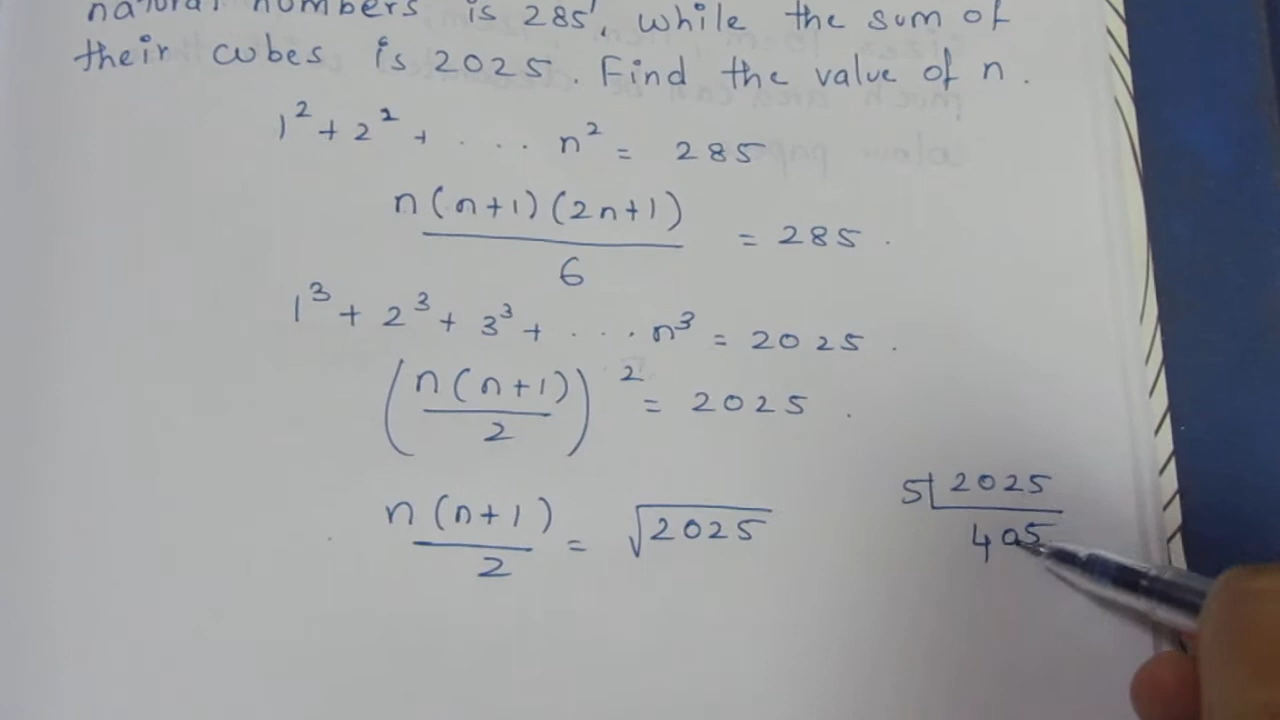 natural numbers is 285, while the sum of
their cubes is 2025. Find the value of n.
1² + 2² + . . . . n² = 285
n(n+1)(2n+1)
= 285.
6
1³ + 2³ + 3³ + . . . . n³ = 2025.
(n(n+1))² = 2025.
2
5 2025
n(n+1) = √2025
405
2